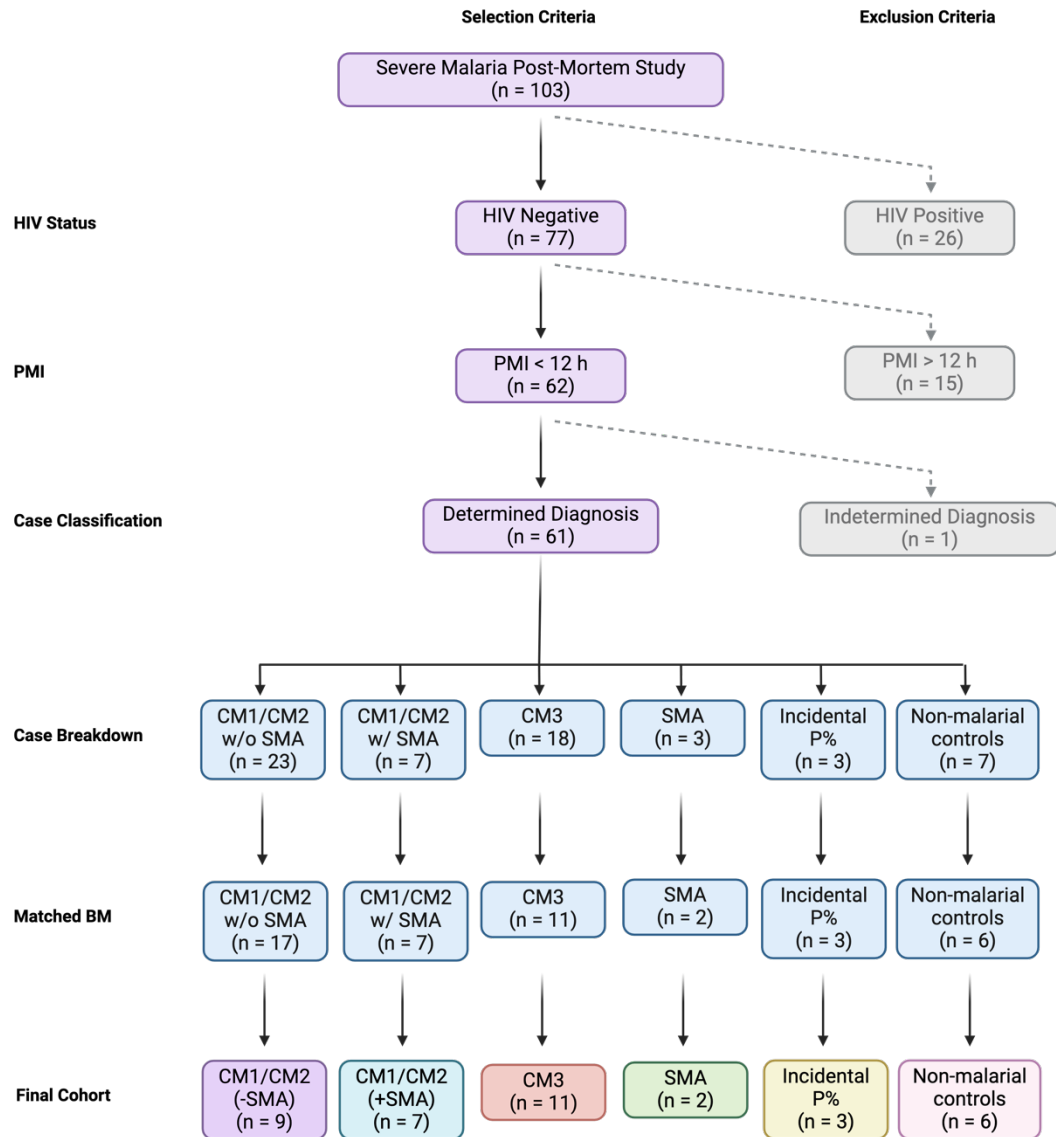 Selection Criteria
Exclusion Criteria
Severe Malaria Post-Mortem Study
(n = 103)
HIV Status
HIV Negative
(n = 77)
HIV Positive
(n = 26)
PMI
PMI < 12 h
(n = 62)
PMI > 12 h
(n = 15)
Case Classification
Determined Diagnosis
(n = 61)
Indetermined Diagnosis
(n = 1)
Case Breakdown
CM1/CM2
w/o SMA
(n = 23)
CM1/CM2
w/ SMA
(n = 7)
CM3
(n = 18)
SMA
(n = 3)
Incidental
P%
(n = 3)
Non-malarial
controls
(n = 7)
Matched BM
CM1/CM2
w/o SMA
(n = 17)
CM1/CM2
w/ SMA
(n = 7)
CM3
(n = 11)
SMA
(n = 2)
Incidental
P%
(n = 3)
Non-malarial
controls
(n = 6)
Final Cohort
CM1/CM2
(-SMA)
(n = 9)
CM1/CM2
(+SMA)
(n = 7)
CM3
(n = 11)
SMA
(n = 2)
Incidental
P%
(n = 3)
Non-malarial
controls
(n = 6)